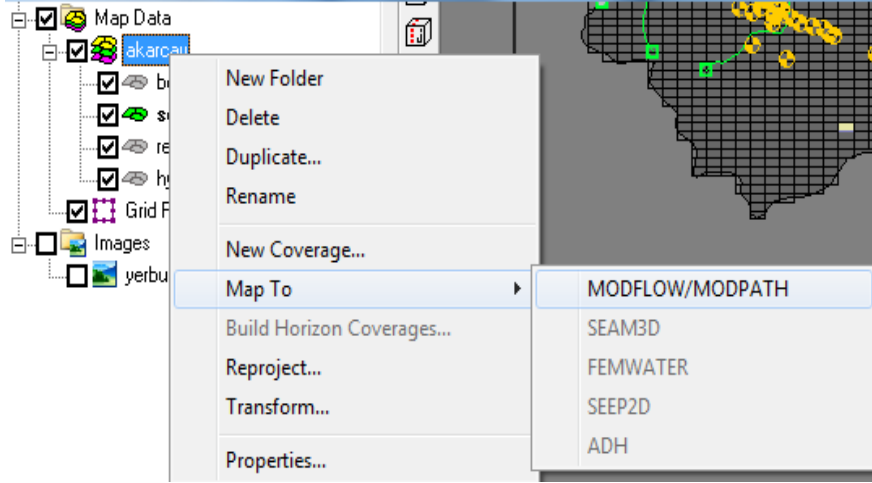 Map Data
akarcau
New Folder
Delete
Duplicate...
Rename
Grid
Images
New Coverage...
yerbu
Map To
MODFLOW/MODPATH
Build Horizon Coverages...
SEAM3D
Reproject...
FEMWATER
Transform...
SEEP2D
ADH
Properties...